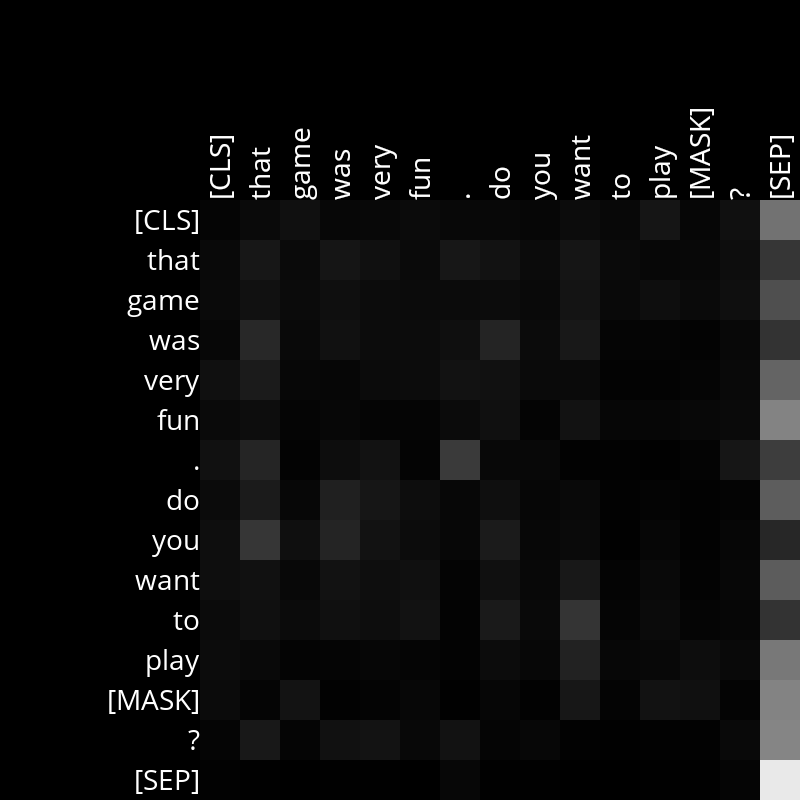 [CLS] that game was very fun . do you want to play [MASK] ? [SEP]
[CLS]
that
game
was
very
fun
.
do
you
want
to
play
[MASK]
?
[SEP]